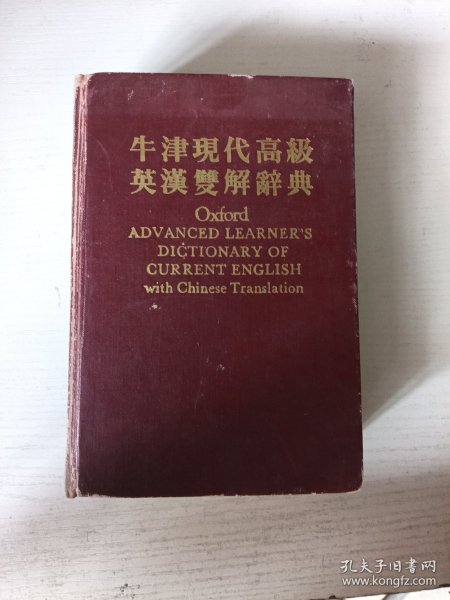 牛津現代高級
英漢雙解辭典
Oxford
ADVANCED LEARNER'S
DICTIONARY OF
CURRENT ENGLISH
with Chinese Translation
孔夫子旧书网
www.kongfz.com